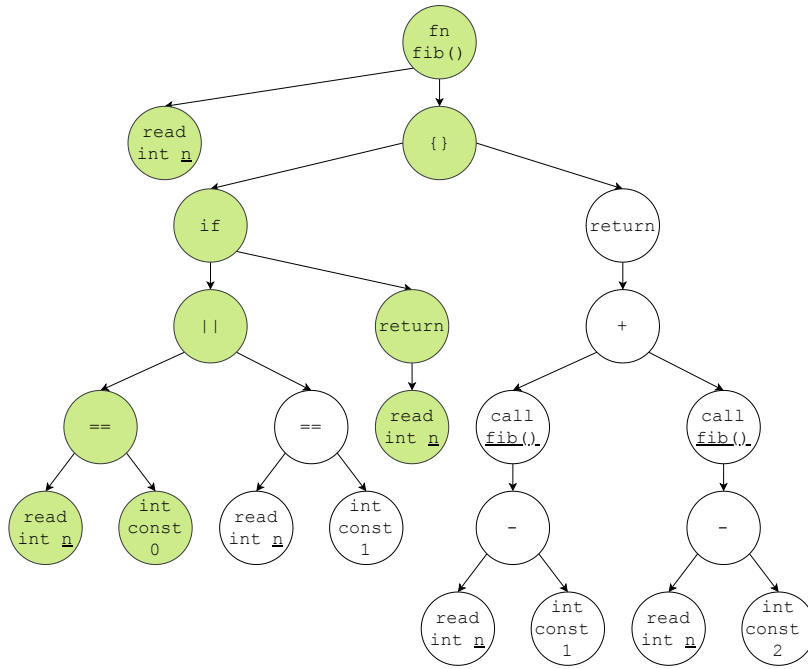 fn
fib()
read
int n
{}
if
return
||
return
+
==
==
read
int n
call
fib()
call
fib()
read
int n
int
const
0
read
int n
int
const
1
-
-
read
int n
int
const
1
read
int n
int
const
2